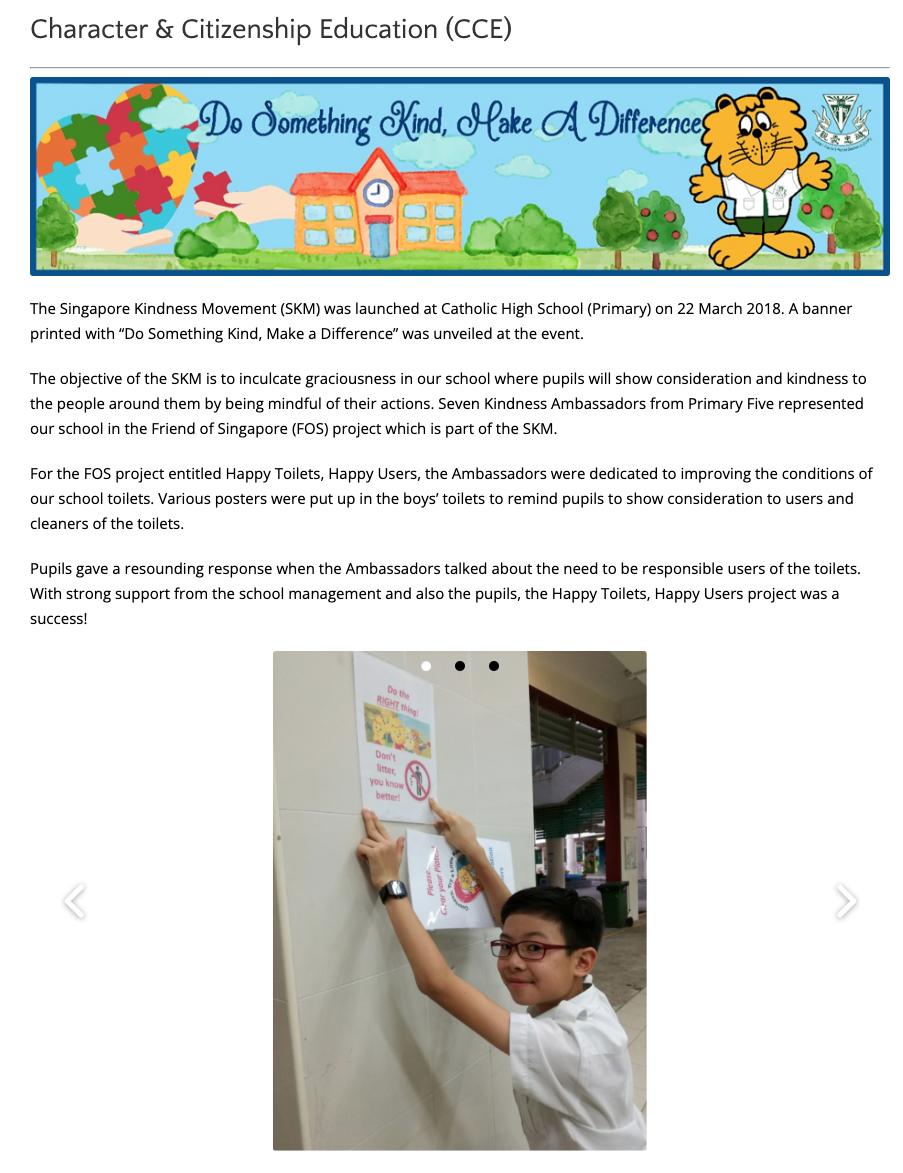 Character & Citizenship Education (CCE)
Do Something Kind, Make A Difference
The Singapore Kindness Movement (SKM) was launched at Catholic High School (Primary) on 22 March 2018. A banner
printed with “Do Something Kind, Make a Difference” was unveiled at the event.
The objective of the SKM is to inculcate graciousness in our school where pupils will show consideration and kindness to
the people around them by being mindful of their actions. Seven Kindness Ambassadors from Primary Five represented
our school in the Friend of Singapore (FOS) project which is part of the SKM.
For the FOS project entitled Happy Toilets, Happy Users, the Ambassadors were dedicated to improving the conditions of
our school toilets. Various posters were put up in the boys’ toilets to remind pupils to show consideration to users and
cleaners of the toilets.
Pupils gave a resounding response when the Ambassadors talked about the need to be responsible users of the toilets.
With strong support from the school management and also the pupils, the Happy Toilets, Happy Users project was a
success!
Do the
RIGHT thing!
Don't
litter,
you know
better!
Please
your